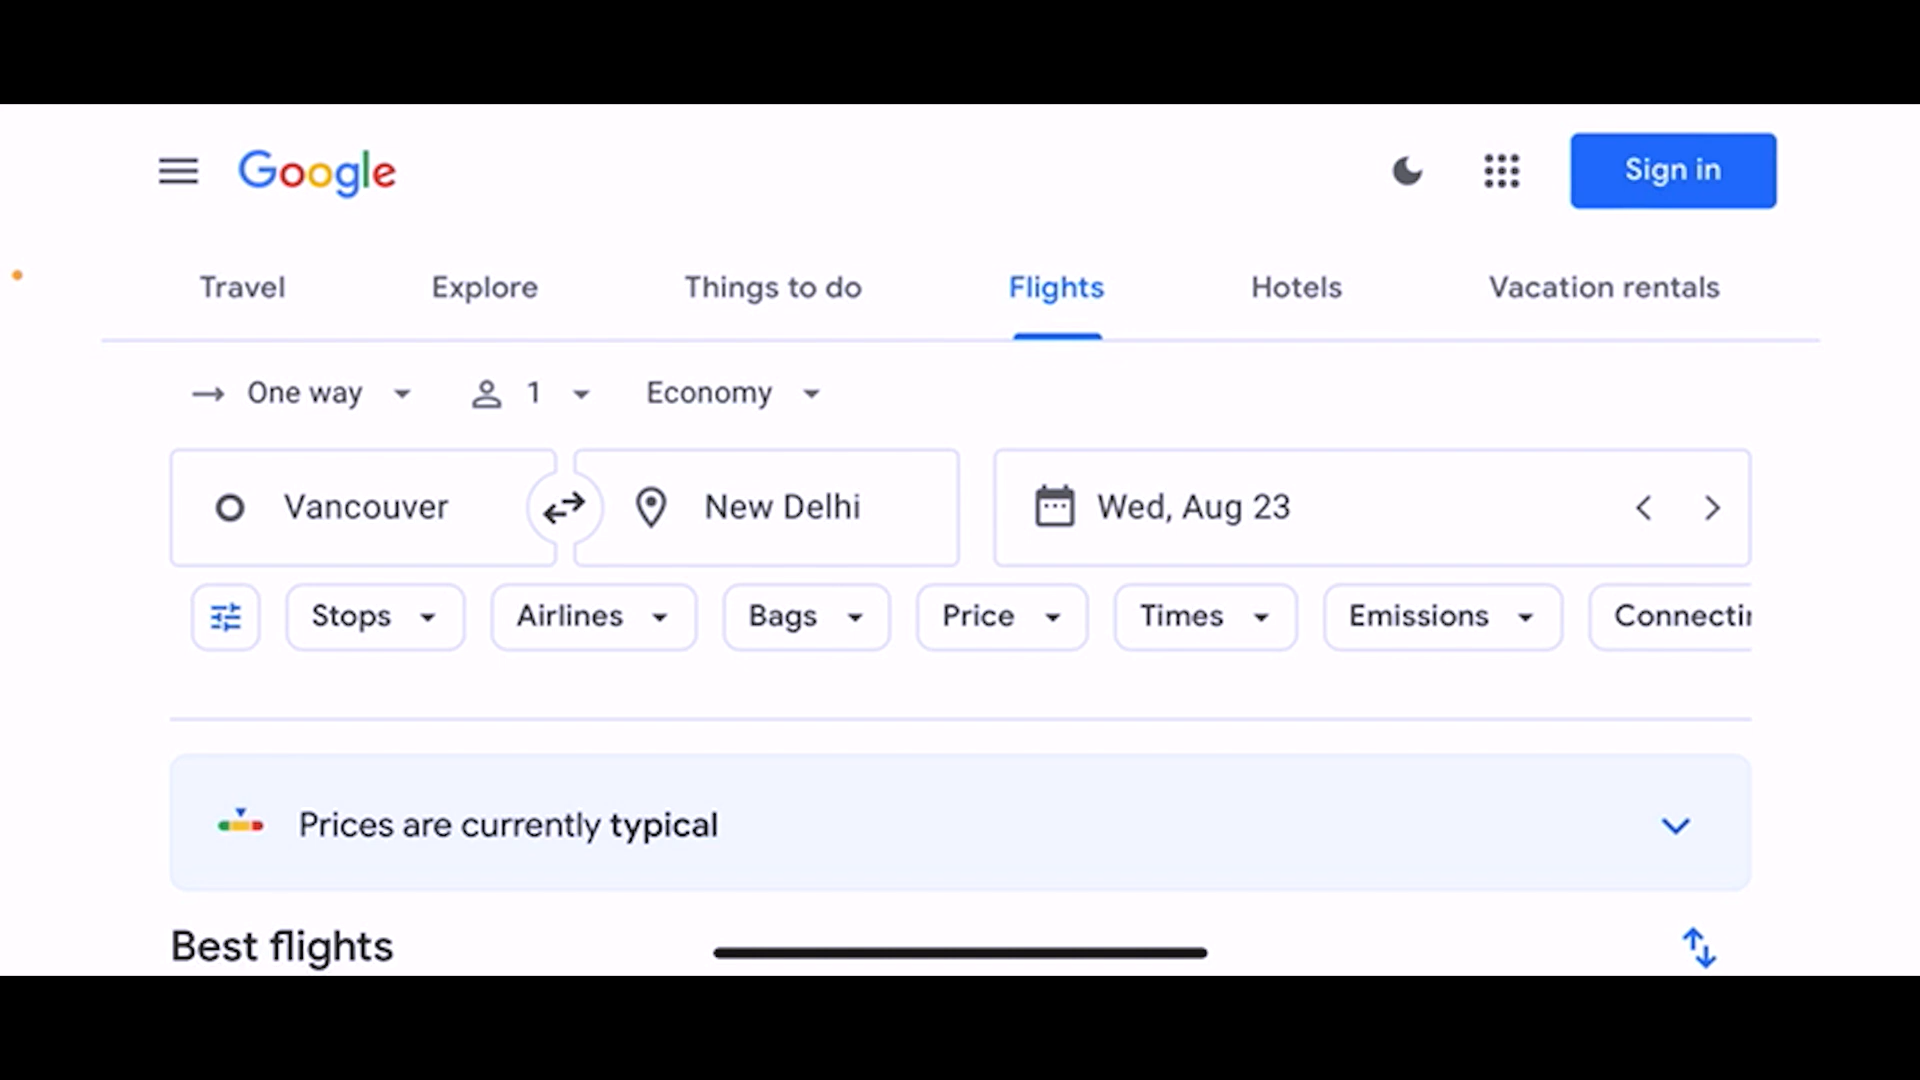 Google
Sign in
Travel Explore Things to do Flights Hotels Vacation rentals
One way 1 Economy
Vancouver New Delhi Wed, Aug 23
Stops Airlines Bags Price Times Emissions Connectin
Prices are currently typical
Best flights